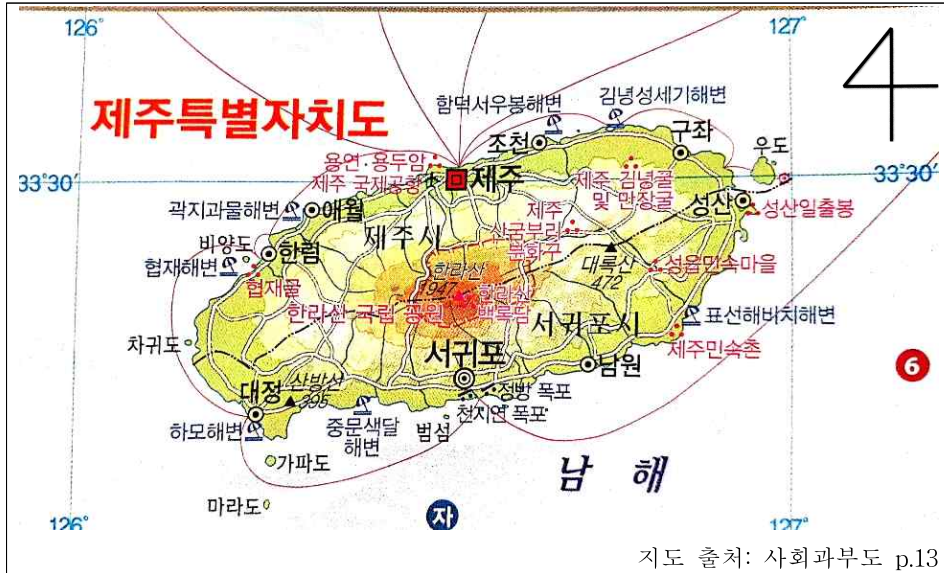 126°
127°
4
제주특별자치도
함덕서우봉해변
김녕성세기해변
조천
구좌
우도
용연·용두암
제주 국제공항
33°30'
제주
제주 김녕굴
및 만장굴
33°30'
성산
성산일출봉
곽지과물해변
애월
제주
산굼부리
분화구
제주시
비양도
한림
협재해변
협재굴
한라산
1947
대록산
472
성읍민속마을
한라산 국립 공원
한라산
백록담
서귀포시
표선해비치해변
제주민속촌
차귀도
서귀포
남원
6
대정
산방산
395
정방 폭포
천지연 폭포
하모해변
중문색달
해변
범섬
가파도
남 해
마라도
126°
자
127°
지도 출처: 사회과부도 p.13